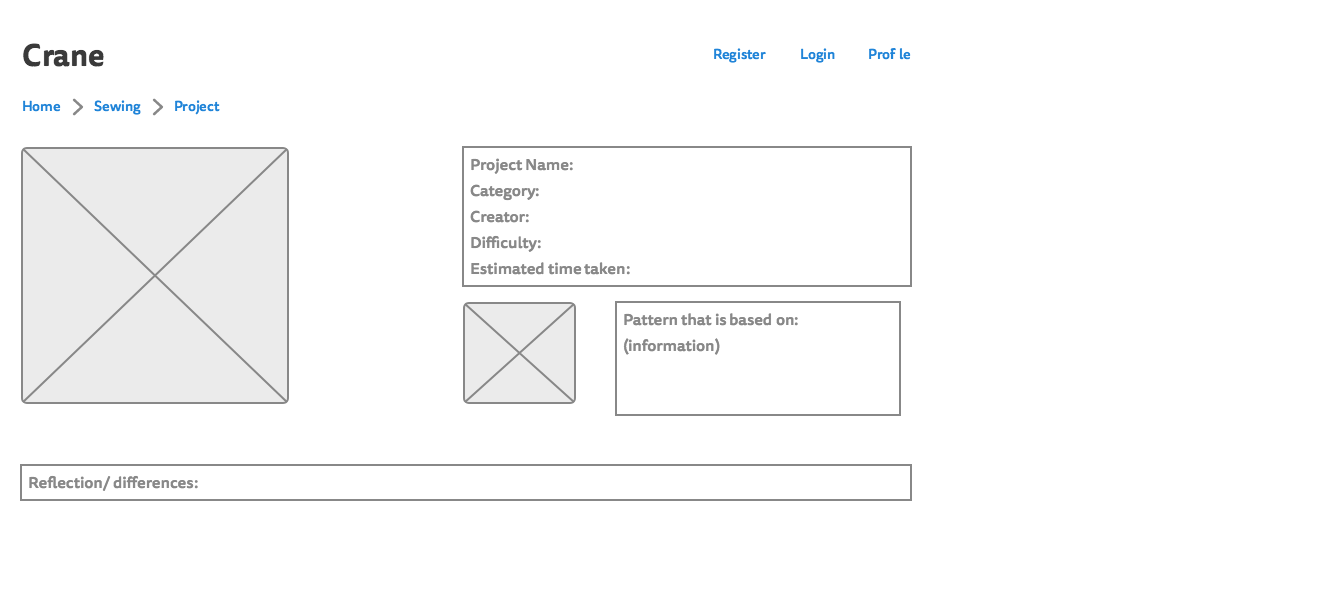 Crane
Register Login Prof le
Home Sewing Project
Project Name:
Category:
Creator:
Difficulty:
Estimated time taken:
Pattern that is based on:
(information)
Reflection/ differences: